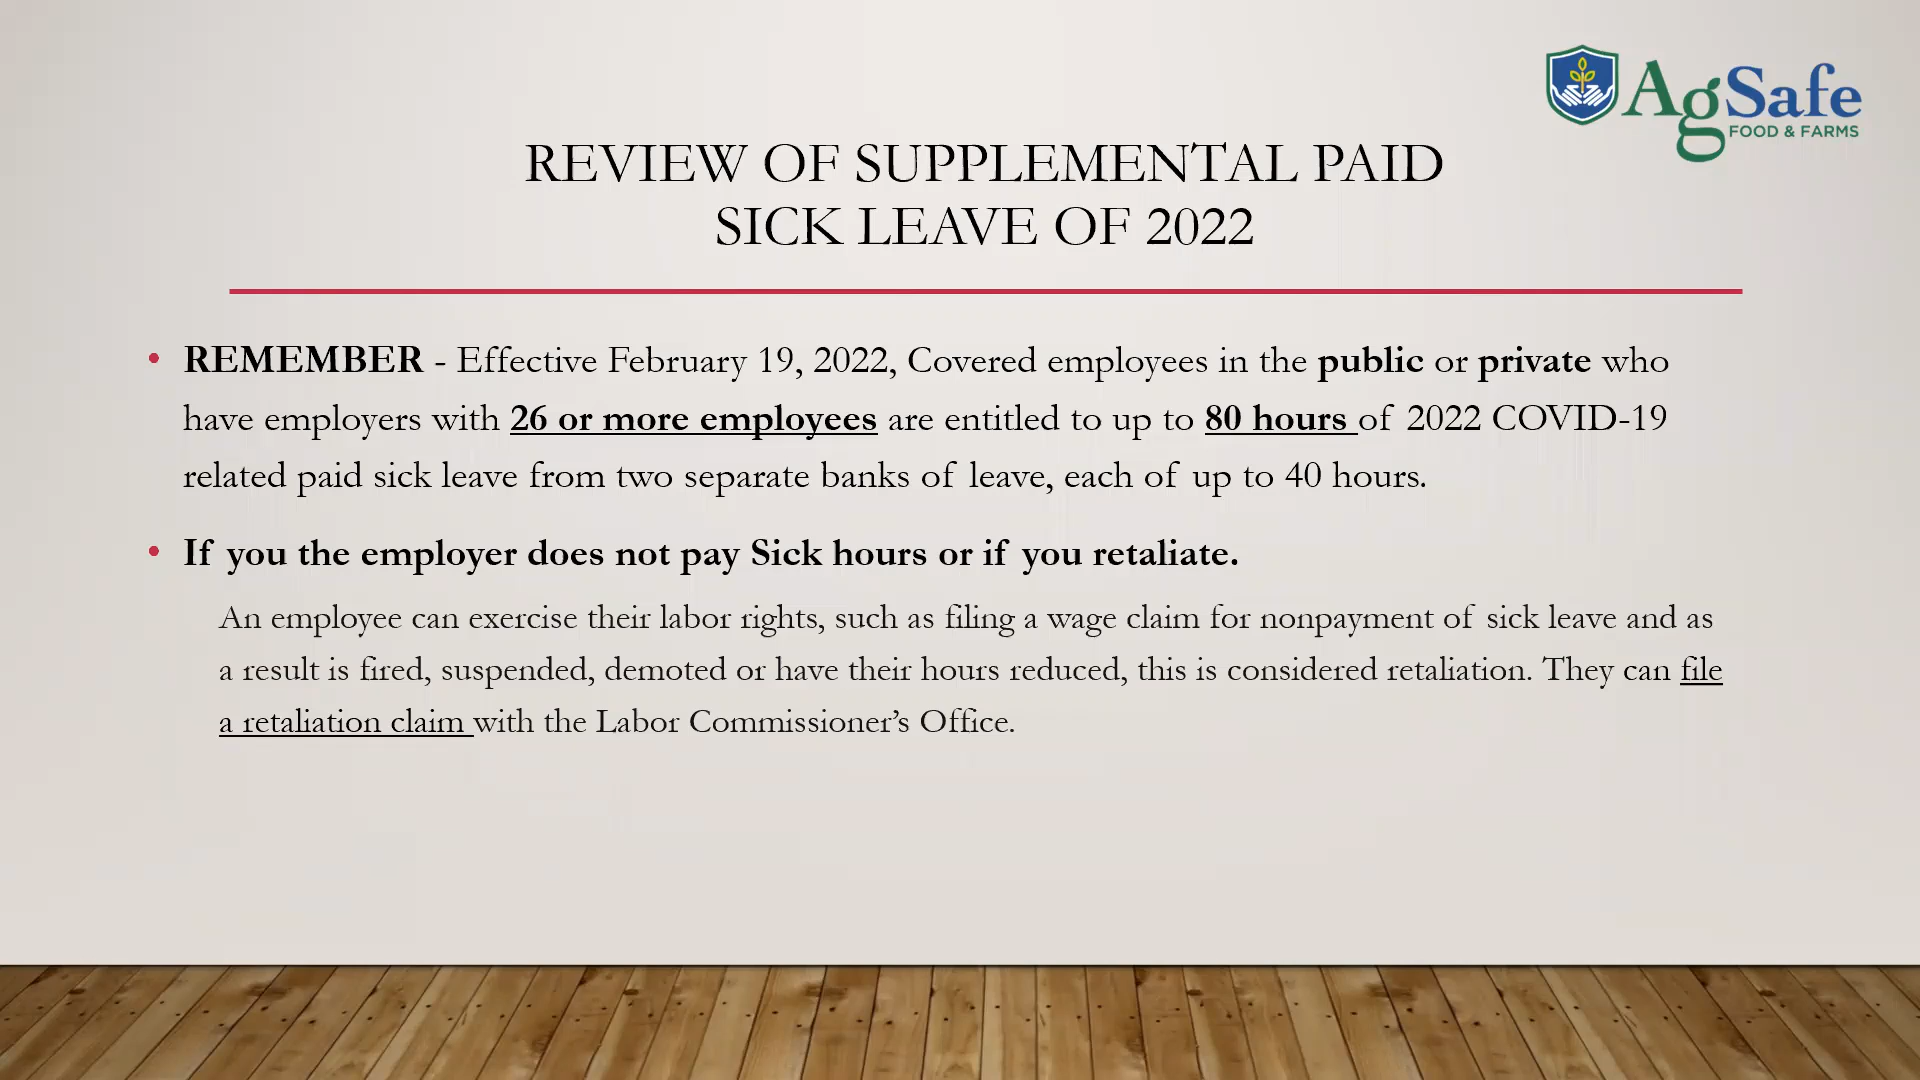 AgSafe
FOOD & FARMS
REVIEW OF SUPPLEMENTAL PAID
SICK LEAVE OF 2022
• REMEMBER - Effective February 19, 2022, Covered employees in the public or private who
have employers with 26 or more employees are entitled to up to 80 hours of 2022 COVID-19
related paid sick leave from two separate banks of leave, each of up to 40 hours.
• If you the employer does not pay Sick hours or if you retaliate.
An employee can exercise their labor rights, such as filing a wage claim for nonpayment of sick leave and as
a result is fired, suspended, demoted or have their hours reduced, this is considered retaliation. They can file
a retaliation claim with the Labor Commissioner’s Office.